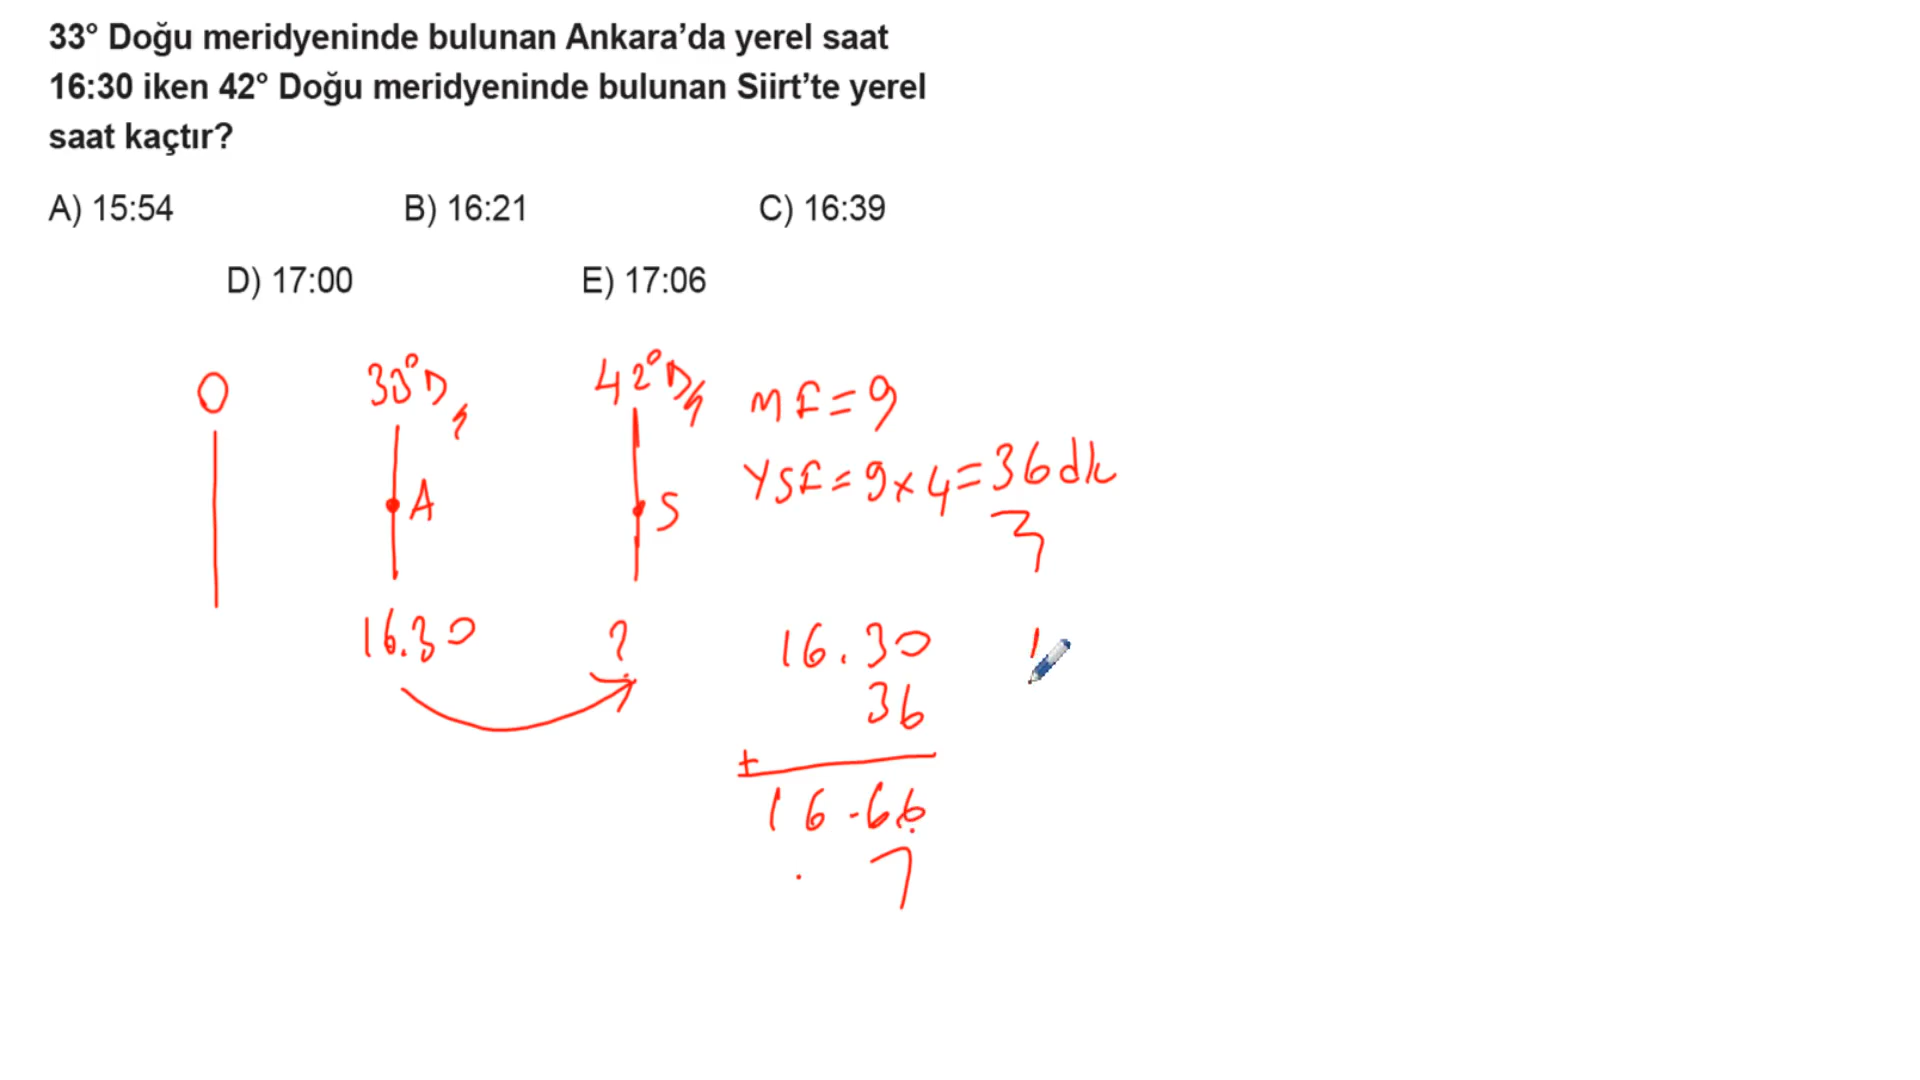 33° Doğu meridyeninde bulunan Ankara’da yerel saat
16:30 iken 42° Doğu meridyeninde bulunan Siirt’te yerel
saat kaçtır?
A) 15:54 B) 16:21 C) 16:39
D) 17:00 E) 17:06
0 33°D 42°D MF=9
YSF=9×4=36dk
A S
16.30 ? 16.30
36
+
16.66